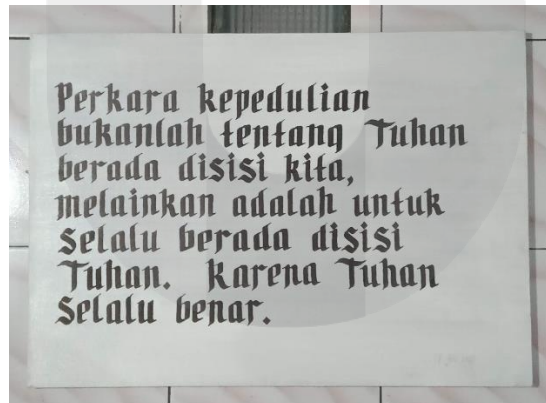 Perkara kepedulian
bukanlah tentang Tuhan
berada disisi kita,
melainkan adalah untuk
Selalu berada disisi
Tuhan. Karena Tuhan
Selalu benar.